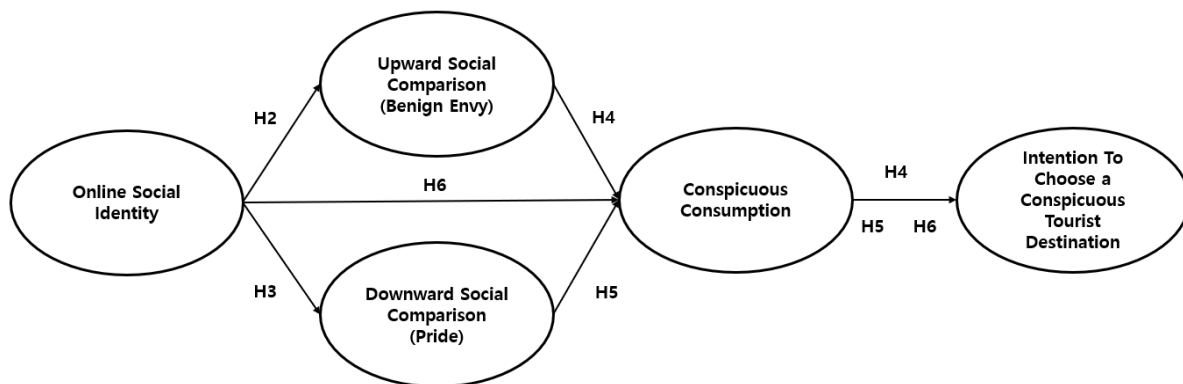 Upward Social
Comparison
(Benign Envy)
H2
H4
Online Social
Identity
H6
Conspicuous
Consumption
H4
H5 H6
Intention To
Choose a
Conspicuous
Tourist
Destination
H3
Downward Social
Comparison
(Pride)
H5